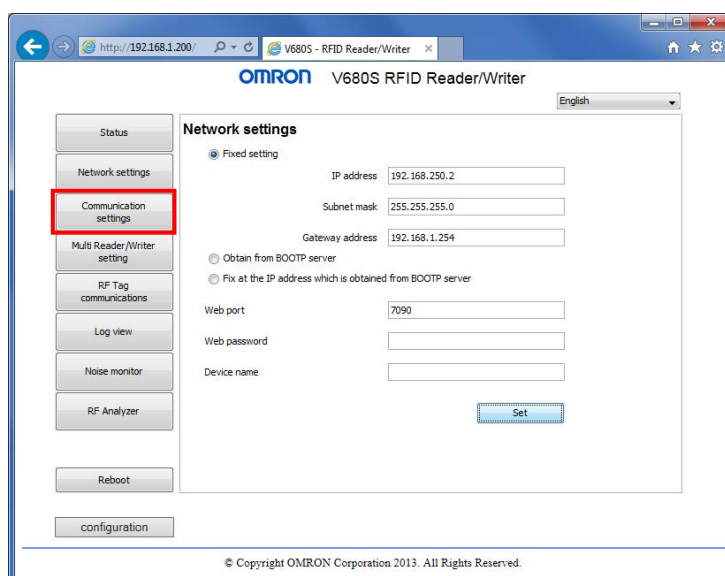 http://192.168.1.200/
V680S - RFID Reader/Writer
OMRON V680S RFID Reader/Writer
English
Status
Network settings
Communication
settings
Multi Reader/Writer
setting
RF Tag
communications
Log view
Noise monitor
RF Analyzer
Reboot
configuration
Network settings
Fixed setting
IP address 192.168.250.2
Subnet mask 255.255.255.0
Gateway address 192.168.1.254
Obtain from BOOTP server
Fix at the IP address which is obtained from BOOTP server
Web port 7090
Web password
Device name
Set
© Copyright OMRON Corporation 2013. All Rights Reserved.